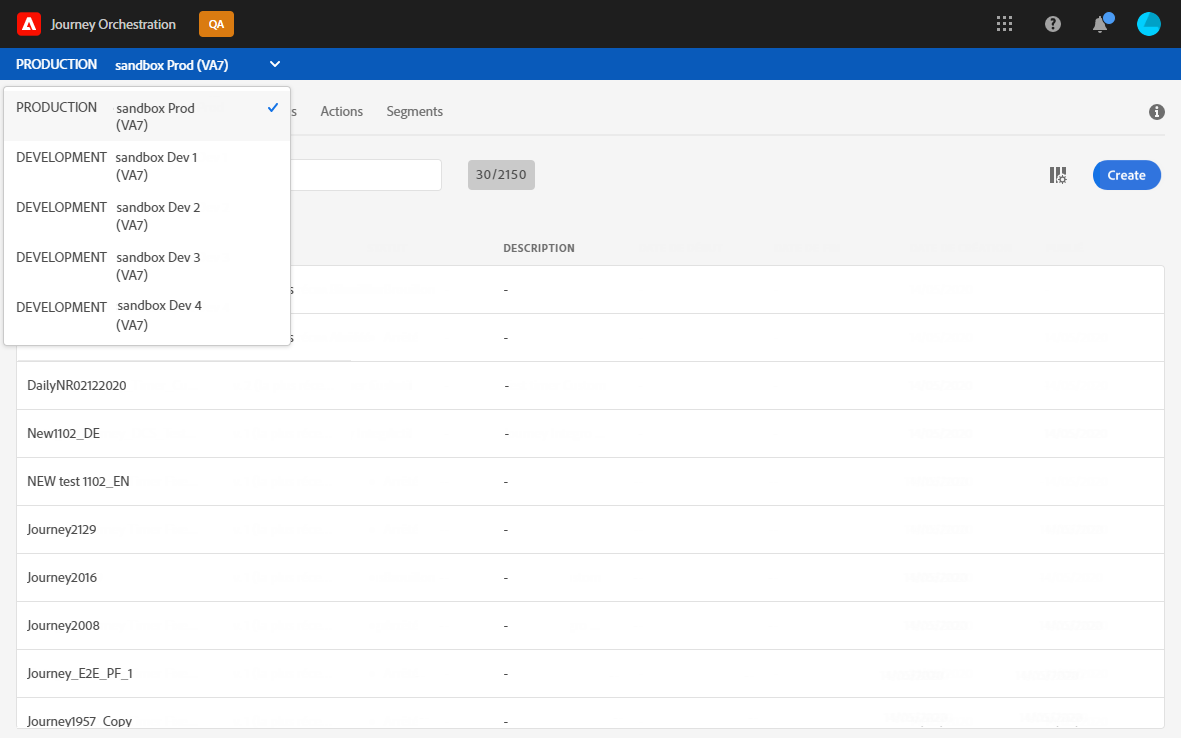 Journey Orchestration QA
PRODUCTION sandbox Prod (VA7)
PRODUCTION sandbox Prod
(VA7)
DEVELOPMENT sandbox Dev 1
(VA7)
DEVELOPMENT sandbox Dev 2
(VA7)
DEVELOPMENT sandbox Dev 3
(VA7)
DEVELOPMENT sandbox Dev 4
(VA7)
Actions Segments
30/2150
Create
DESCRIPTION
-
-
DailyNR02122020 -
New1102_DE -
NEW test 1102_EN -
Journey2129 -
Journey2016 -
Journey2008 -
Journey_E2E_PF_1 -
Journey1957_Copy -